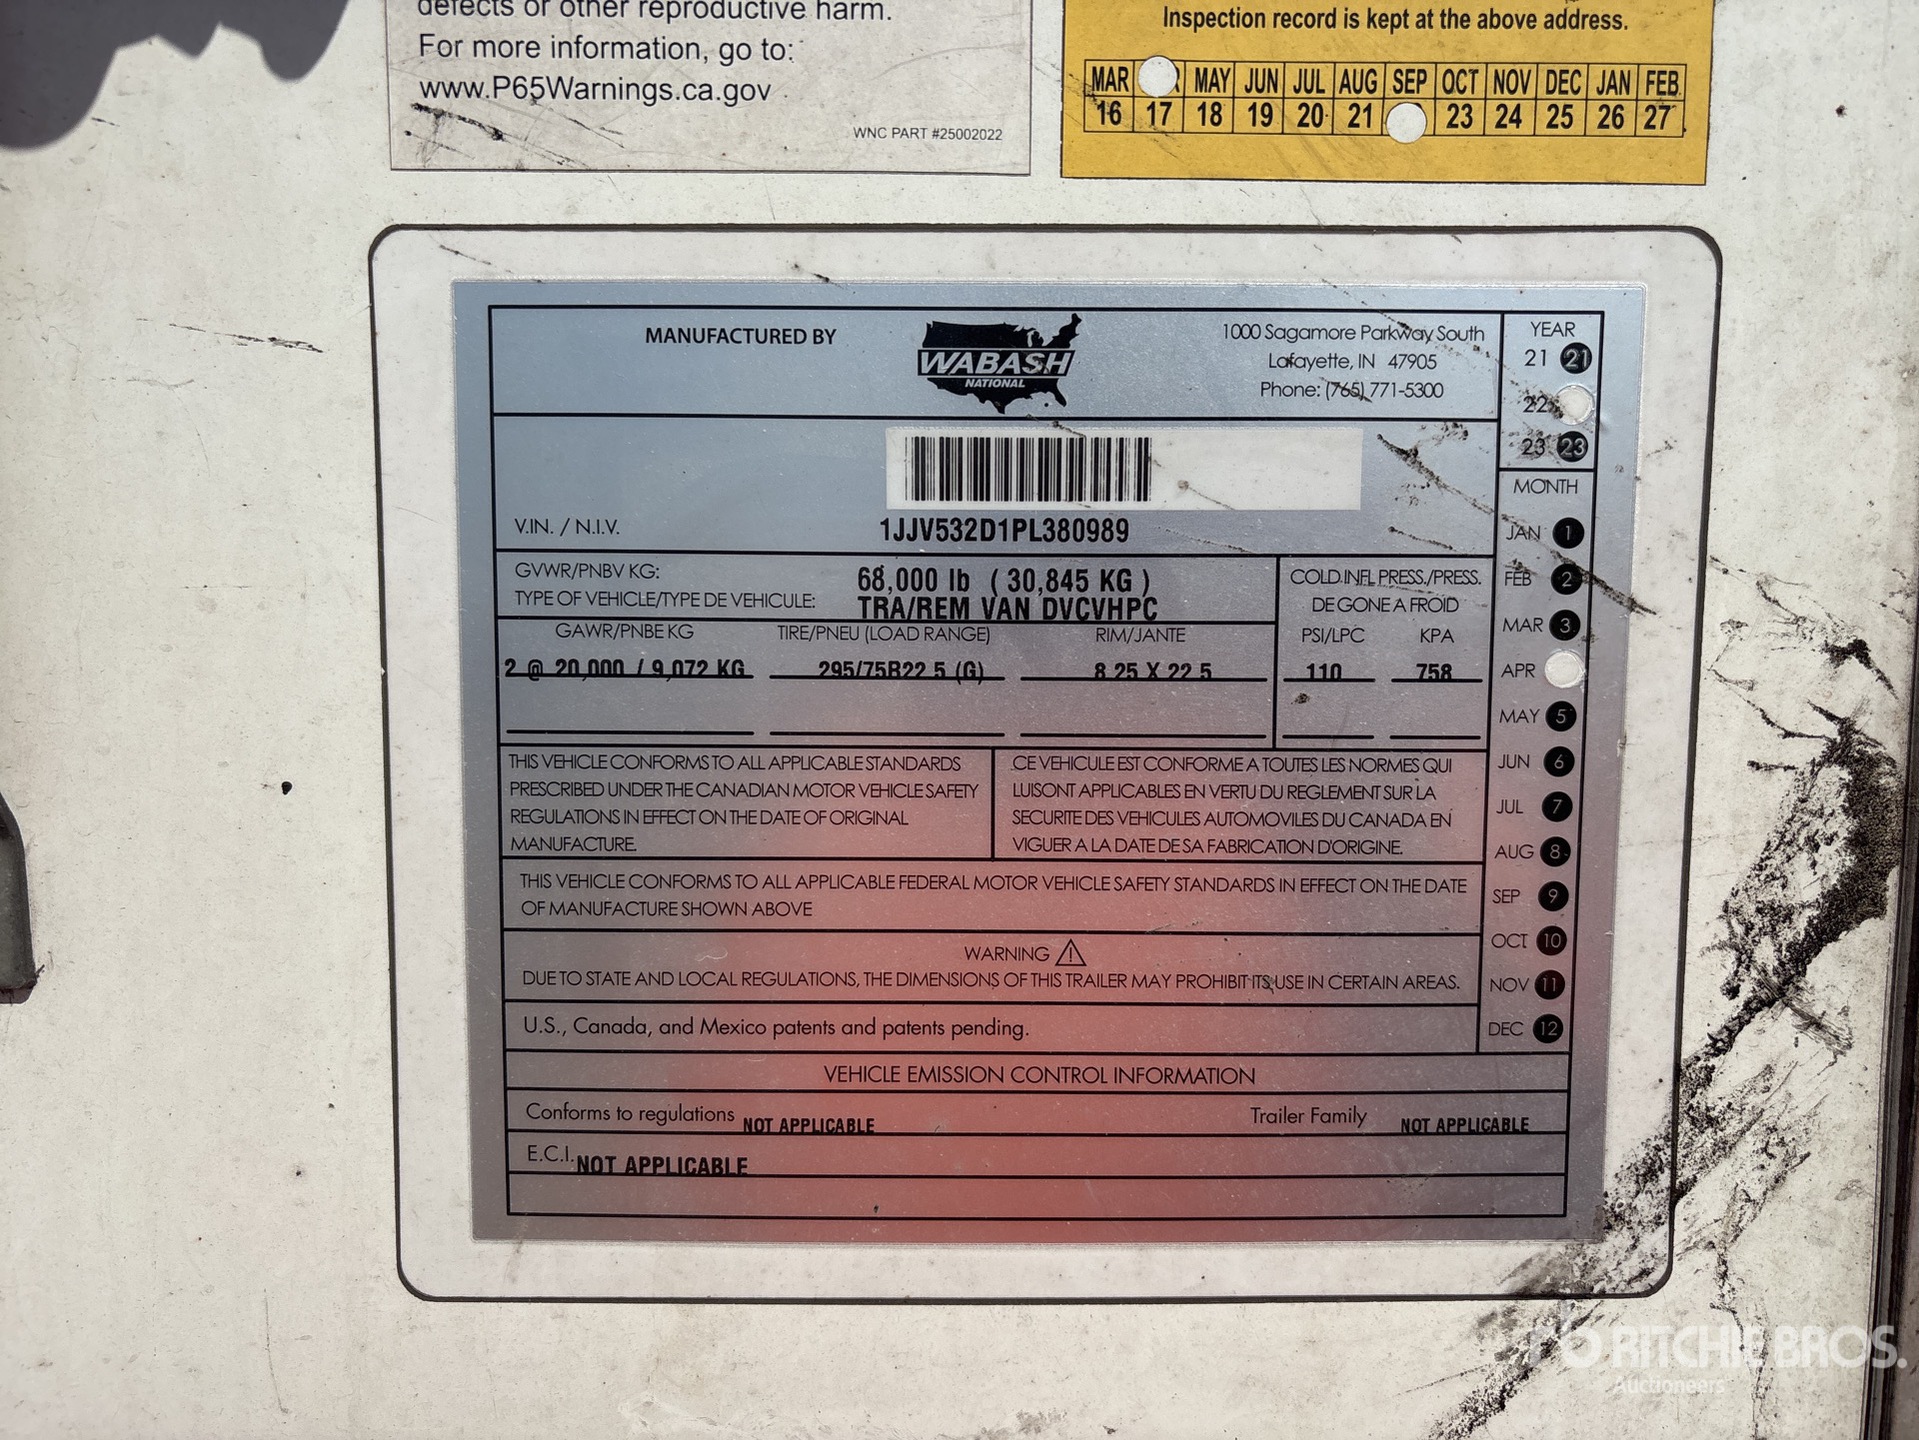 defects or other reproductive harm.
For more information, go to:
www.P65Warnings.ca.gov
WNC PART #25002022
Inspection record is kept at the above address.
MAR MAY JUN JUL AUG SEP OCT NOV DEC JAN FEB
16 17 18 19 20 21 23 24 25 26 27
MANUFACTURED BY
WABASH
NATIONAL
1000 Sagamore Parkway South
Lafayette, IN 47905
Phone: (765) 771-5300
YEAR
21 21
22
23 23
V.IN. / N.I.V.
1JJV532D1PL380989
GVWR/PNBV KG:
68,000 lb ( 30,845 KG )
TYPE OF VEHICLE/TYPE DE VEHICULE:
TRA/REM VAN DVCVHPC
COLD INFL PRESS./PRESS.
DE GONE A FROID
GAWR/PNBE KG TIRE/PNEU (LOAD RANGE) RIM/JANTE PSI/LPC KPA
2 @ 20,000 / 9,072 KG 295/75R22.5 (G) 8.25 X 22.5 110 758
MONTH
JAN 1
FEB 2
MAR 3
APR
MAY 5
JUN 6
JUL 7
AUG 8
SEP 9
OCT 10
NOV 11
DEC 12
THIS VEHICLE CONFORMS TO ALL APPLICABLE STANDARDS
PRESCRIBED UNDER THE CANADIAN MOTOR VEHICLE SAFETY
REGULATIONS IN EFFECT ON THE DATE OF ORIGINAL
MANUFACTURE.
CE VEHICULE EST CONFORME A TOUTES LES NORMES QUI
LUI SONT APPLICABLES EN VERTU DU REGLEMENT SUR LA
SECURITE DES VEHICULES AUTOMOVILES DU CANADA EN
VIGUER A LA DATE DE SA FABRICATION D'ORIGINE.
THIS VEHICLE CONFORMS TO ALL APPLICABLE FEDERAL MOTOR VEHICLE SAFETY STANDARDS IN EFFECT ON THE DATE
OF MANUFACTURE SHOWN ABOVE
WARNING
DUE TO STATE AND LOCAL REGULATIONS, THE DIMENSIONS OF THIS TRAILER MAY PROHIBIT ITS USE IN CERTAIN AREAS.
U.S., Canada, and Mexico patents and patents pending.
VEHICLE EMISSION CONTROL INFORMATION
Conforms to regulations NOT APPLICABLE Trailer Family NOT APPLICABLE
E.C.I. NOT APPLICABLE
RITCHIE BROS.
Auctioneers